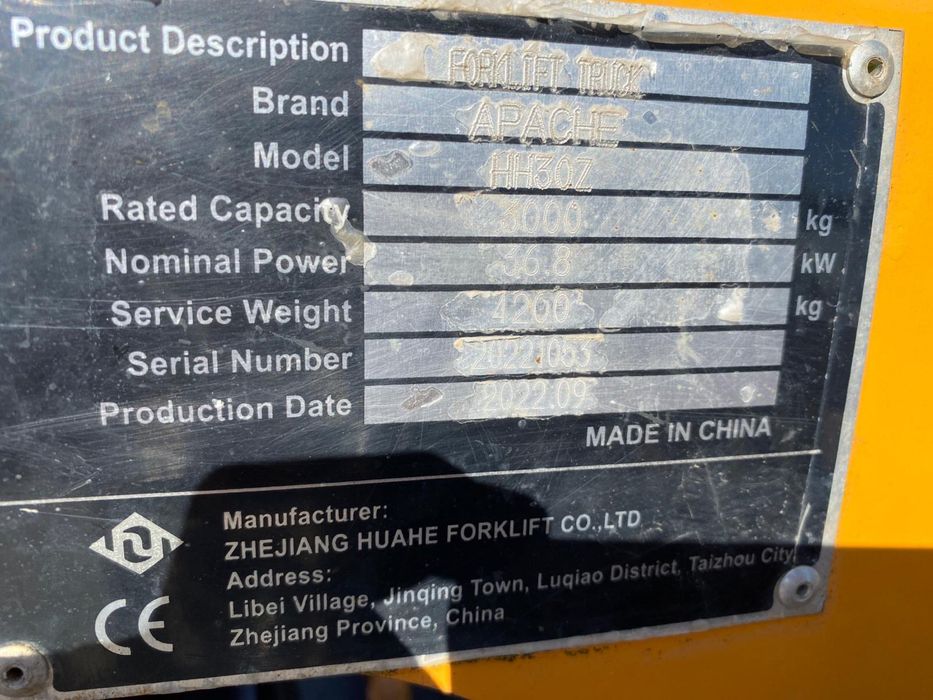 Product Description FORKLIFT TRUCK
Brand APACHE
Model HH30Z
Rated Capacity 3000 kg
Nominal Power 36.8 kW
Service Weight 4200 kg
Serial Number 20221053
Production Date 2022.09
MADE IN CHINA
Manufacturer:
ZHEJIANG HUAHE FORKLIFT CO.,LTD
Address:
Libei Village, Jinqing Town, Luqiao District, Taizhou City,
Zhejiang Province, China
CE